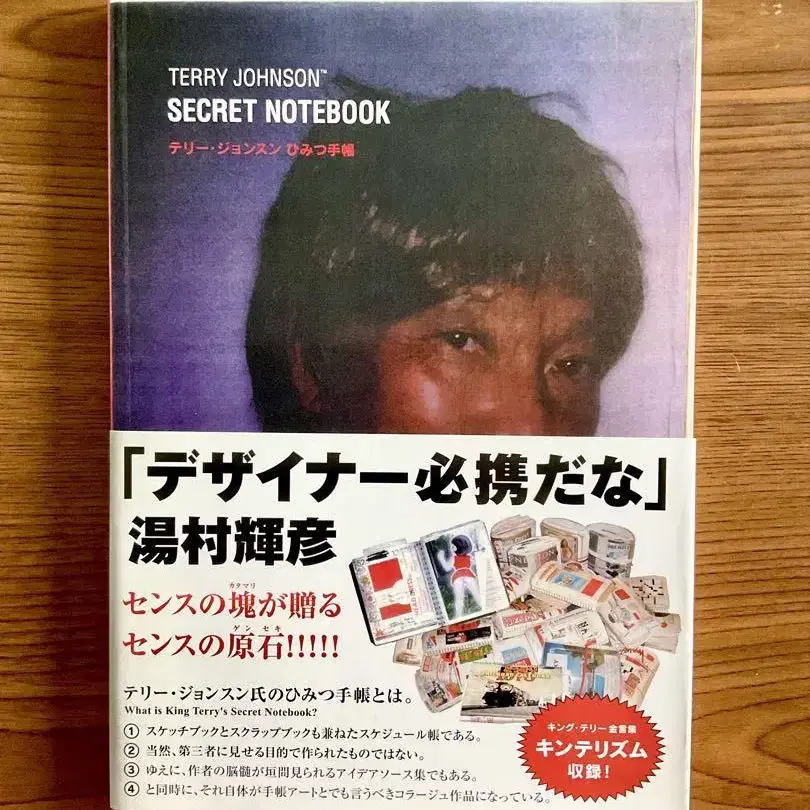 TERRY JOHNSON™
SECRET NOTEBOOK
テリー・ジョンスン ひみつ手帳
「デザイナー必携だな」
湯村輝彦
カタマリ
センスの塊が贈る
ゲンセキ
センスの原石!!!!!
テリー・ジョンスン氏のひみつ手帳とは。
What is King Terry's Secret Notebook?
① スケッチブックとスクラップブックも兼ねたスケジュール帳である。
② 当然、第三者に見せる目的で作られたものではない。
③ ゆえに、作者の脳髄が垣間見られるアイデアソース集でもある。
④ と同時に、それ自体が手帳アートとでも言うべきコラージュ作品になっている。
キング・テリー金言集
キンテリズム
収録!